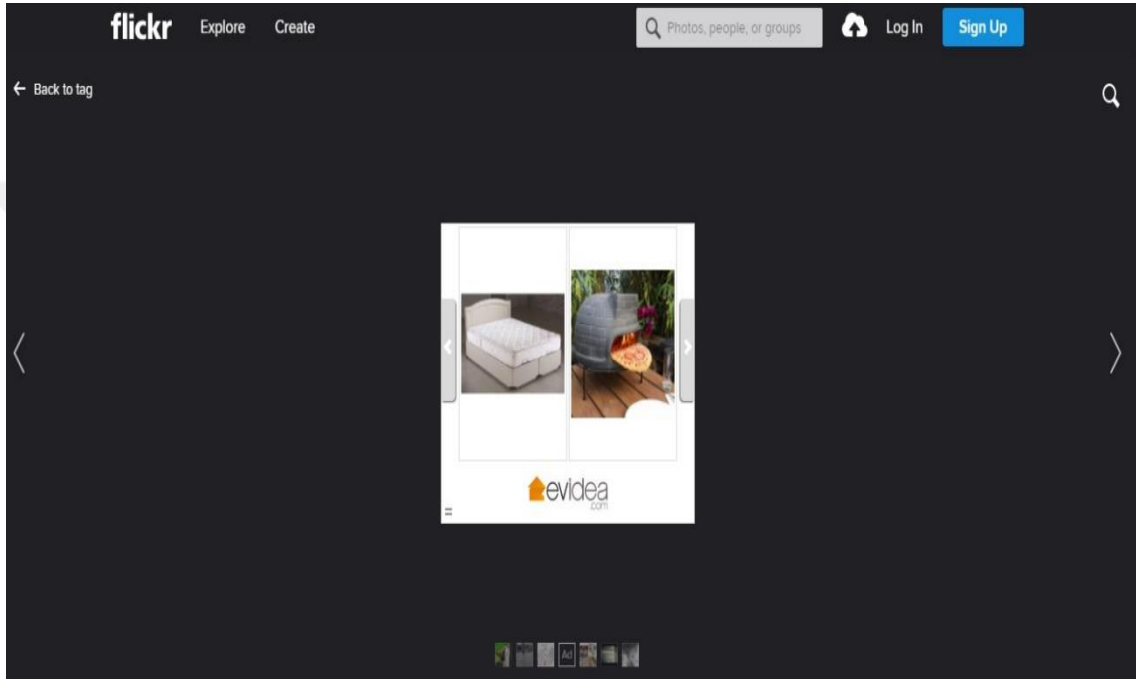 flickr Explore Create Photos, people, or groups Log In Sign Up
Back to tag
evidea
.com
Ad